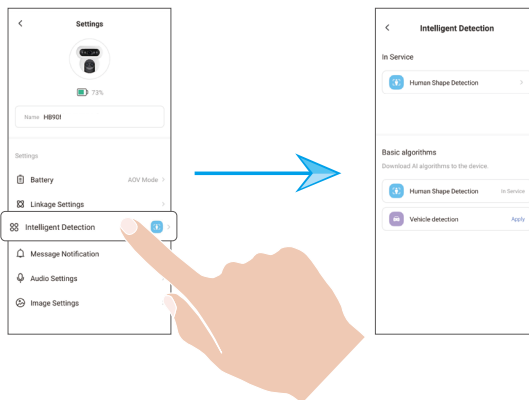 Settings
73%
Name HB901
Settings
Battery AOV Mode
Linkage Settings
Intelligent Detection
Message Notification
Audio Settings
Image Settings
Intelligent Detection
In Service
Human Shape Detection
Basic algorithms
Download AI algorithms to the device
Human Shape Detection In Service
Vehicle detection Apply